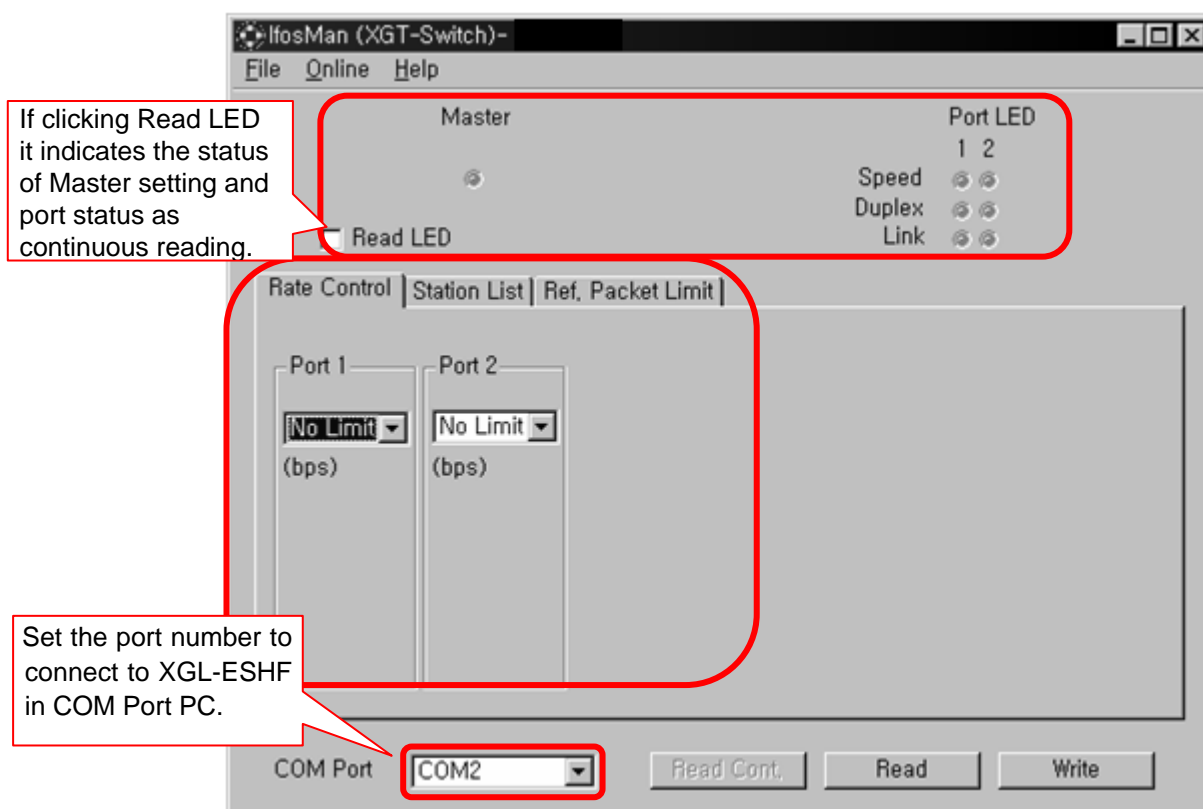 IfosMan (XGT-Switch)-
File Online Help
If clicking Read LED
it indicates the status
of Master setting and
port status as
continuous reading.
Master
Port LED
1 2
Speed
Duplex
Link
Read LED
Rate Control Station List Ref, Packet Limit
Port 1 Port 2
No Limit No Limit
(bps) (bps)
Set the port number to
connect to XGL-ESHF
in COM Port PC.
COM Port COM2 Read Cont, Read Write